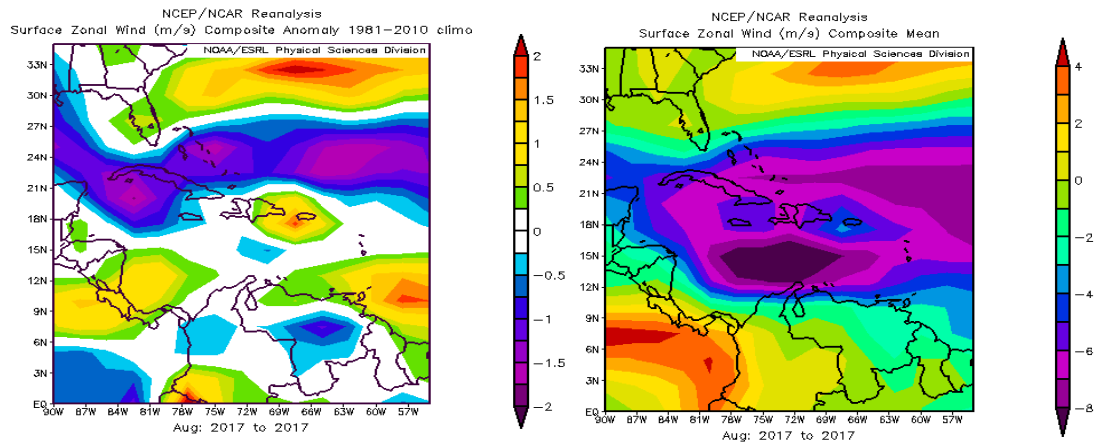 NCEP/NCAR Reanalysis
Surface Zonal Wind (m/s) Composite Anomaly 1981-2010 climo
NOAA/ESRL Physical Sciences Division
33N
30N
27N
24N
21N
18N
15N
12N
9N
6N
3N
EQ
90W 87W 84W 81W 78W 75W 72W 69W 66W 63W 60W 57W
Aug: 2017 to 2017
2
1.5
1
0.5
0
-0.5
-1
-1.5
-2
NCEP/NCAR Reanalysis
Surface Zonal Wind (m/s) Composite Mean
NOAA/ESRL Physical Sciences Division
33N
30N
27N
24N
21N
18N
15N
12N
9N
6N
3N
EQ
90W 87W 84W 81W 78W 75W 72W 69W 66W 63W 60W 57W
Aug: 2017 to 2017
4
2
0
-2
-4
-6
-8